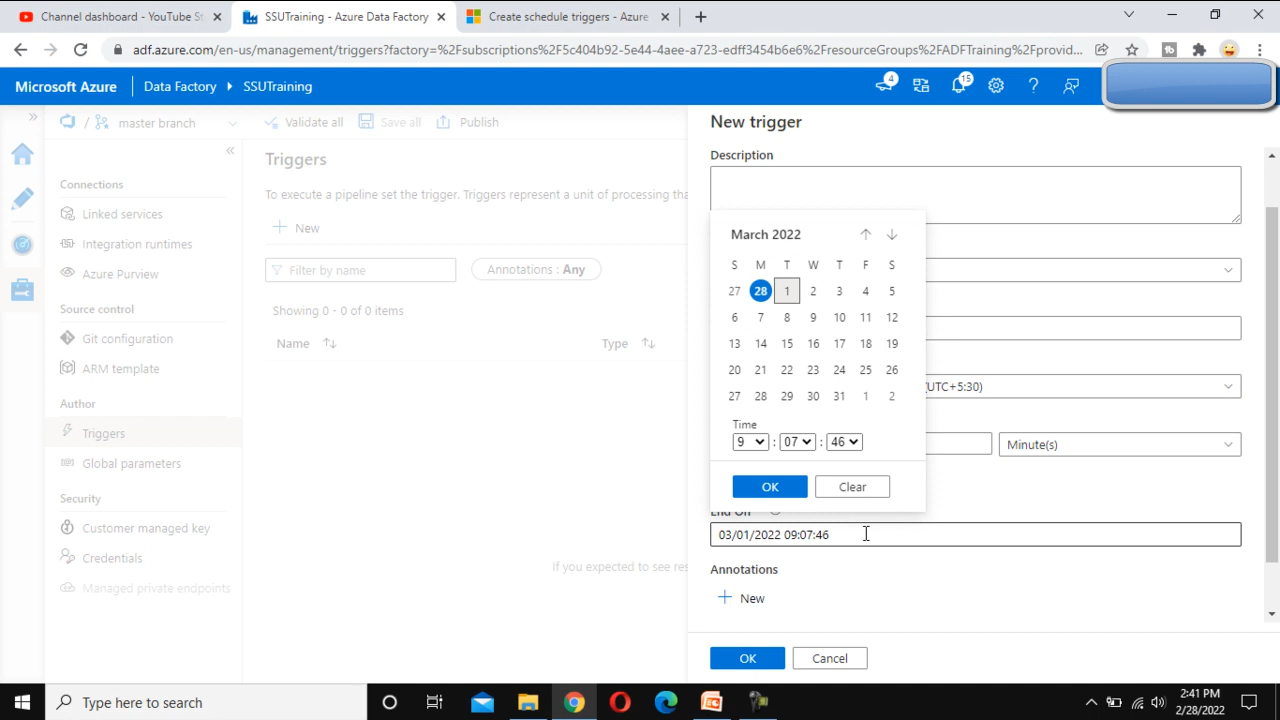 Channel dashboard - YouTube St
SSUTraining - Azure Data Factory
Create schedule triggers - Azure
adf.azure.com/en-us/management/triggers?factory=%2Fsubscriptions%2F5c404b92-5e44-4aee-a723-edff3454b6e6%2FresourceGroups%2FADFTraining%2Fprovid...
Microsoft Azure
Data Factory
SSUTraining
4
15
?
master branch
Validate all
Save all
Publish
New trigger
Connections
Linked services
Integration runtimes
Azure Purview
Source control
Git configuration
ARM template
Author
Triggers
Global parameters
Security
Customer managed key
Credentials
Managed private endpoints
Triggers
To execute a pipeline set the trigger. Triggers represent a unit of processing tha
New
Filter by name
Annotations : Any
Showing 0 - 0 of 0 items
Name
Type
If you expected to see res
Description
March 2022
S M T W T F S
27 28 1 2 3 4 5
6 7 8 9 10 11 12
13 14 15 16 17 18 19
20 21 22 23 24 25 26
27 28 29 30 31 1 2
Time
9 : 07 : 46
OK
Clear
(UTC+5:30)
Minute(s)
End On
03/01/2022 09:07:46
Annotations
New
OK
Cancel
Type here to search
2:41 PM
2/28/2022